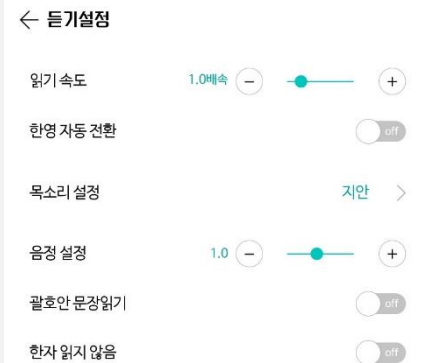 ← 듣기설정
읽기 속도 1.0배속 − +
한영 자동 전환 off
목소리 설정 지안 >
음정 설정 1.0 − +
괄호안 문장읽기 off
한자 읽지 않음 off